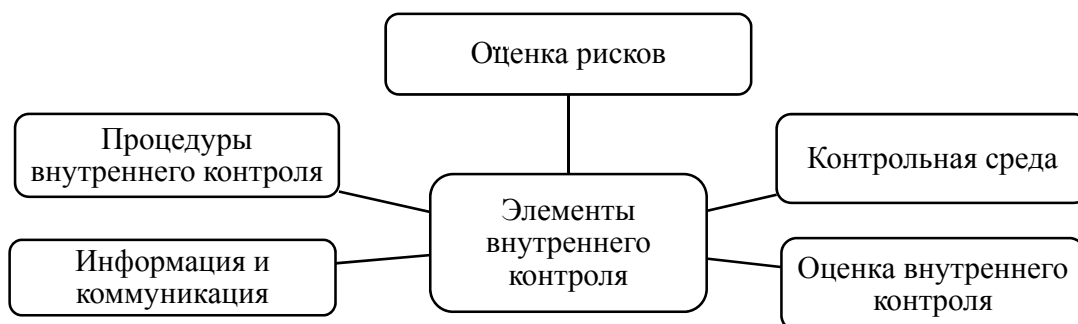 Оценка рисков
Процедуры
внутреннего контроля
Контрольная среда
Элементы
внутреннего
контроля
Информация и
коммуникация
Оценка внутреннего
контроля